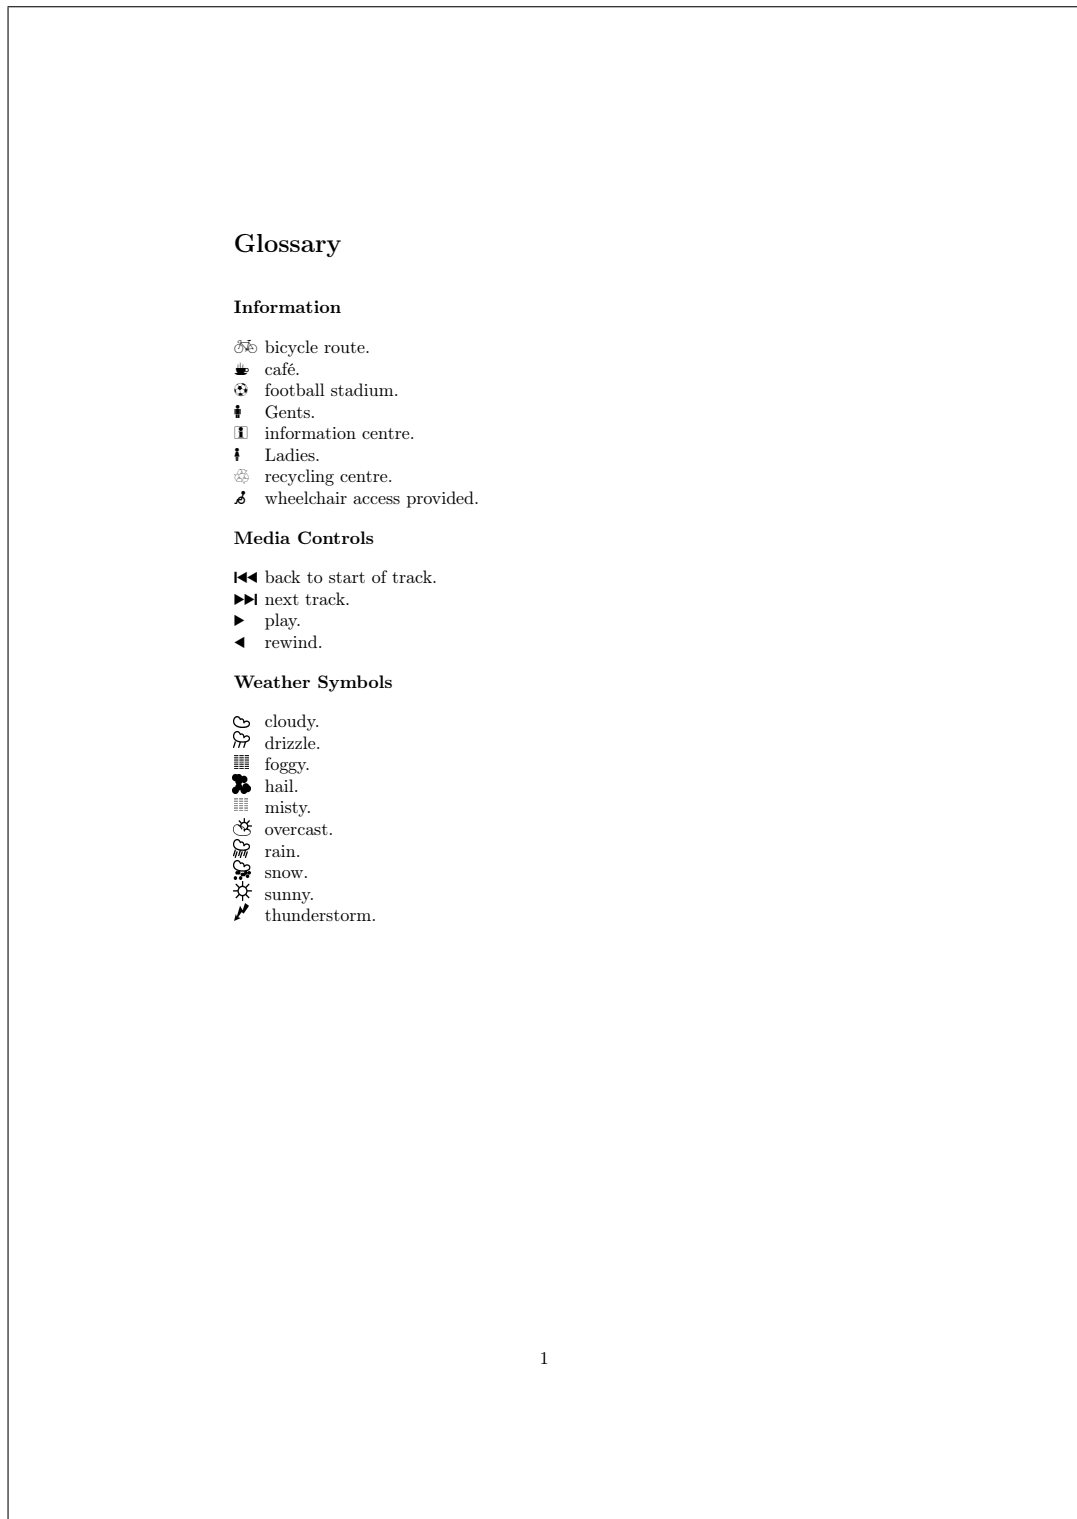 Glossary
Information
bicycle route.
café.
football stadium.
Gents.
information centre.
Ladies.
recycling centre.
wheelchair access provided.
Media Controls
back to start of track.
next track.
play.
rewind.
Weather Symbols
cloudy.
drizzle.
foggy.
hail.
misty.
overcast.
rain.
snow.
sunny.
thunderstorm.
1